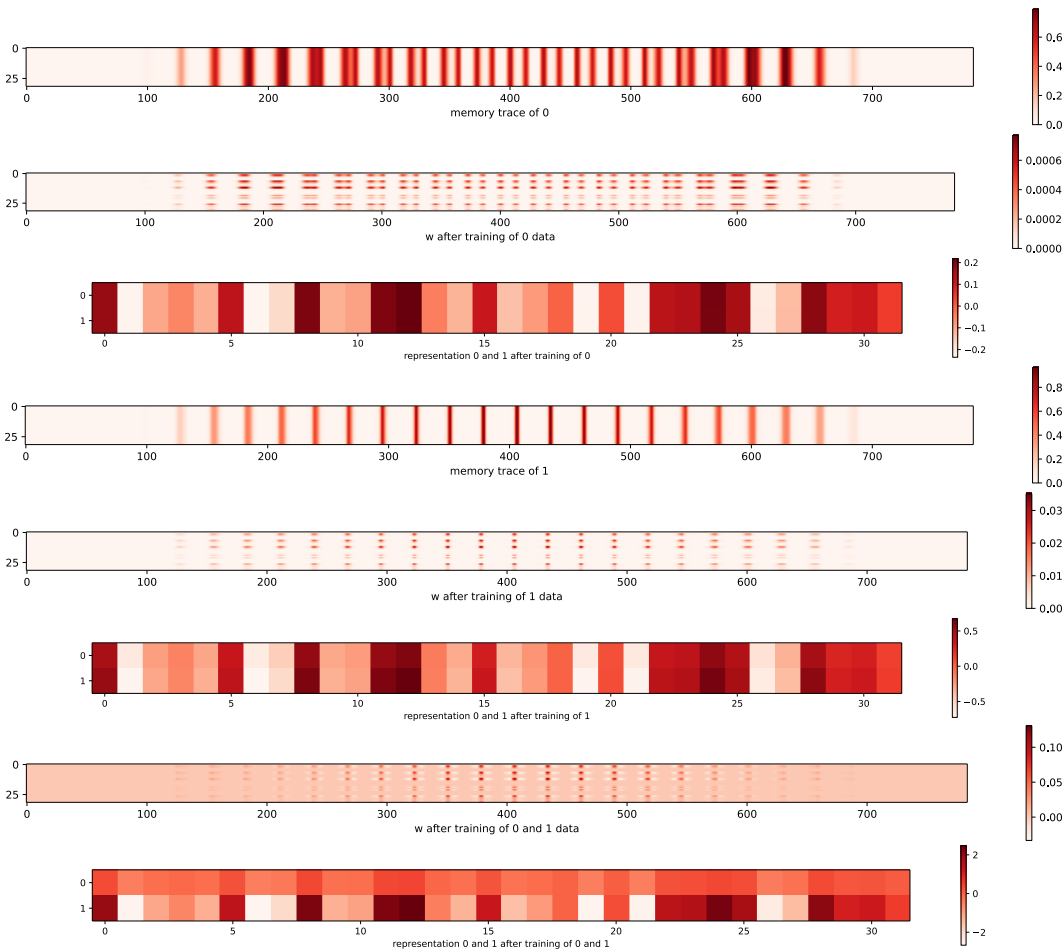 0
25
0 100 200 300 400 500 600 700
memory trace of 0
0.6
0.4
0.2
0.0
0
25
0 100 200 300 400 500 600 700
w after training of 0 data
0.0006
0.0004
0.0002
0.0000
0
1
0 5 10 15 20 25 30
representation 0 and 1 after training of 0
0.2
0.1
0.0
−0.1
−0.2
0
25
0 100 200 300 400 500 600 700
memory trace of 1
0.8
0.6
0.4
0.2
0.0
0
25
0 100 200 300 400 500 600 700
w after training of 1 data
0.03
0.02
0.01
0.00
0
1
0 5 10 15 20 25 30
representation 0 and 1 after training of 1
0.5
0.0
−0.5
0
25
0 100 200 300 400 500 600 700
w after training of 0 and 1 data
0.10
0.05
0.00
0
1
0 5 10 15 20 25 30
representation 0 and 1 after training of 0 and 1
2
0
−2